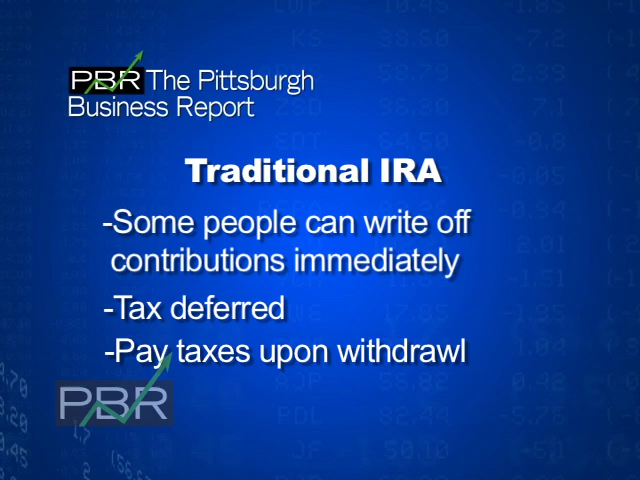 PBR The Pittsburgh
Business Report
Traditional IRA
-Some people can write off
contributions immediately
-Tax deferred
-Pay taxes upon withdrawl
PBR